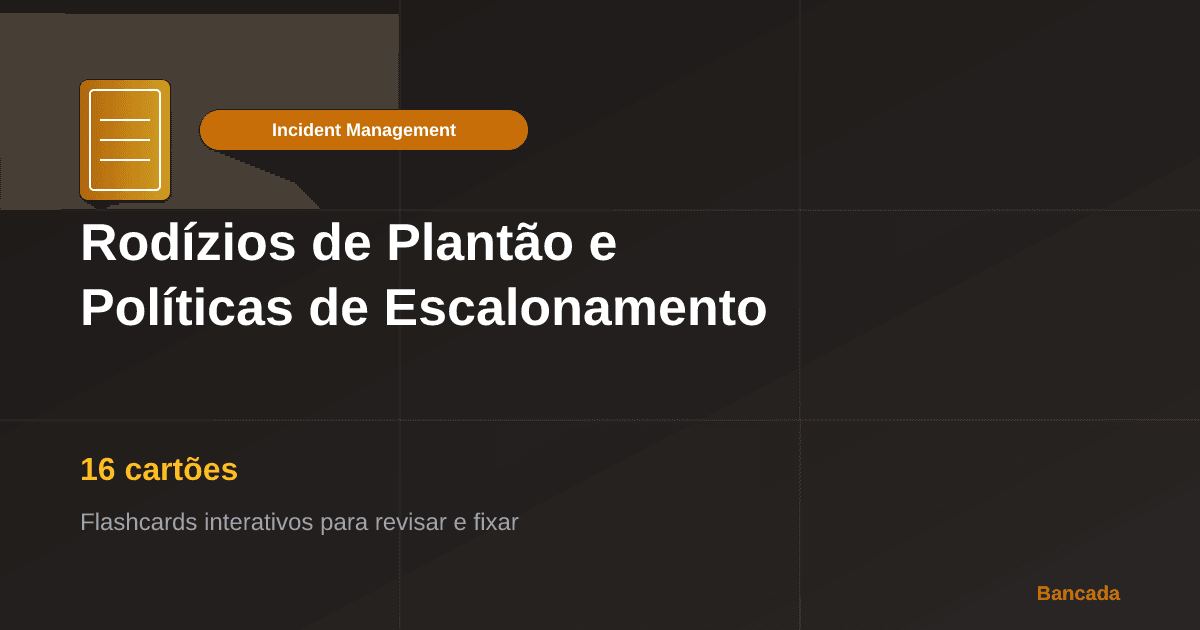 Incident Management
Rodízios de Plantão e
Políticas de Escalonamento
16 cartões
Flashcards interativos para revisar e fixar
Bancada